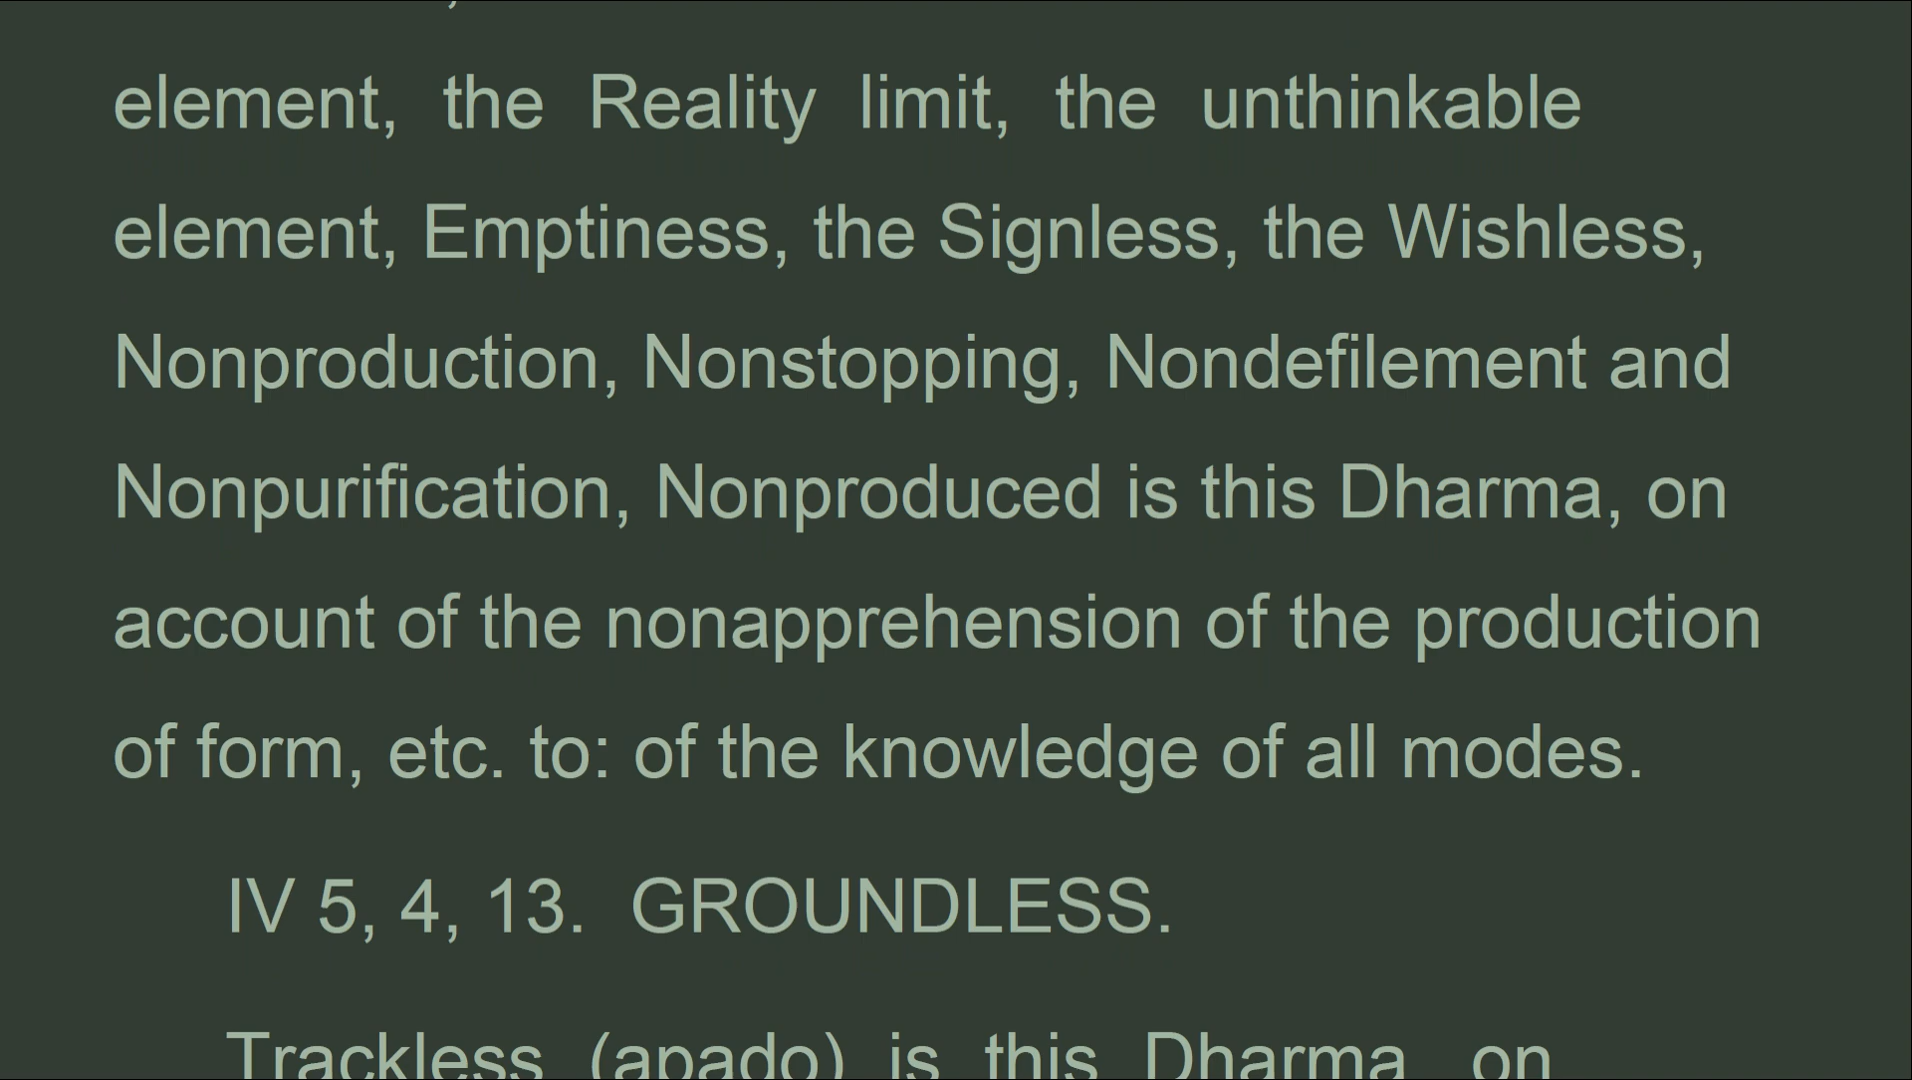 element, the Reality limit, the unthinkable
element, Emptiness, the Signless, the Wishless,
Nonproduction, Nonstopping, Nondefilement and
Nonpurification, Nonproduced is this Dharma, on
account of the nonapprehension of the production
of form, etc. to: of the knowledge of all modes.
IV 5, 4, 13. GROUNDLESS.
Trackless (apado) is this Dharma on